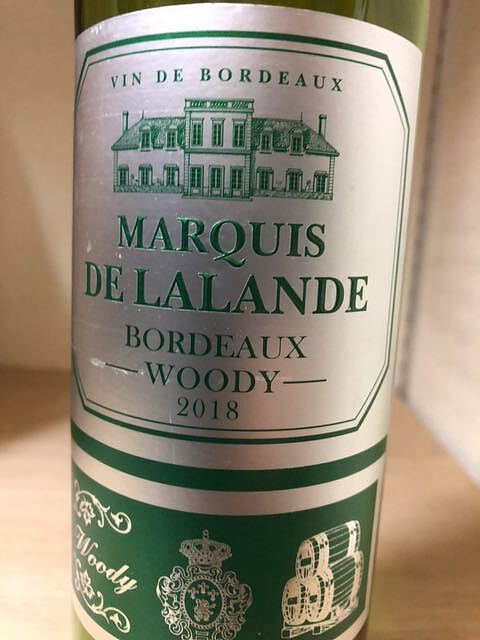 VIN DE BORDEAUX
MARQUIS
DE LALANDE
BORDEAUX
WOODY
2018
Woody